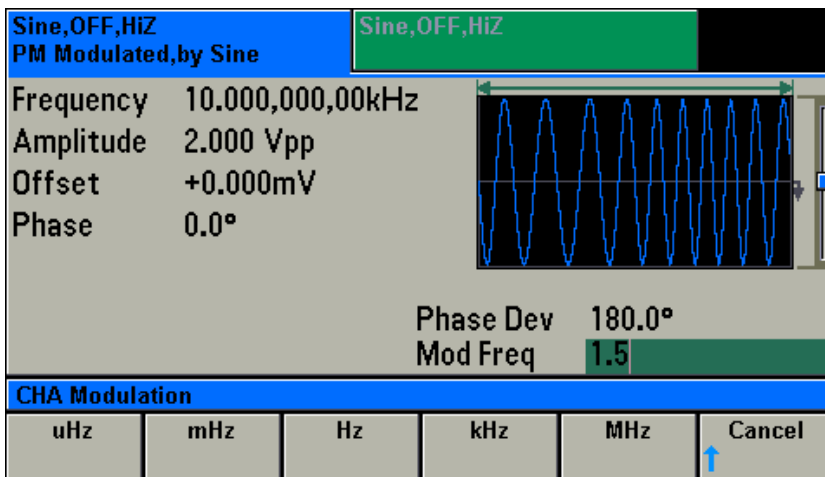 Sine,OFF,HiZ
PM Modulated,by Sine
Sine,OFF,HiZ
Frequency 10.000,000,00kHz
Amplitude 2.000 Vpp
Offset +0.000mV
Phase 0.0°
Phase Dev 180.0°
Mod Freq 1.5
CHA Modulation
uHz mHz Hz kHz MHz Cancel